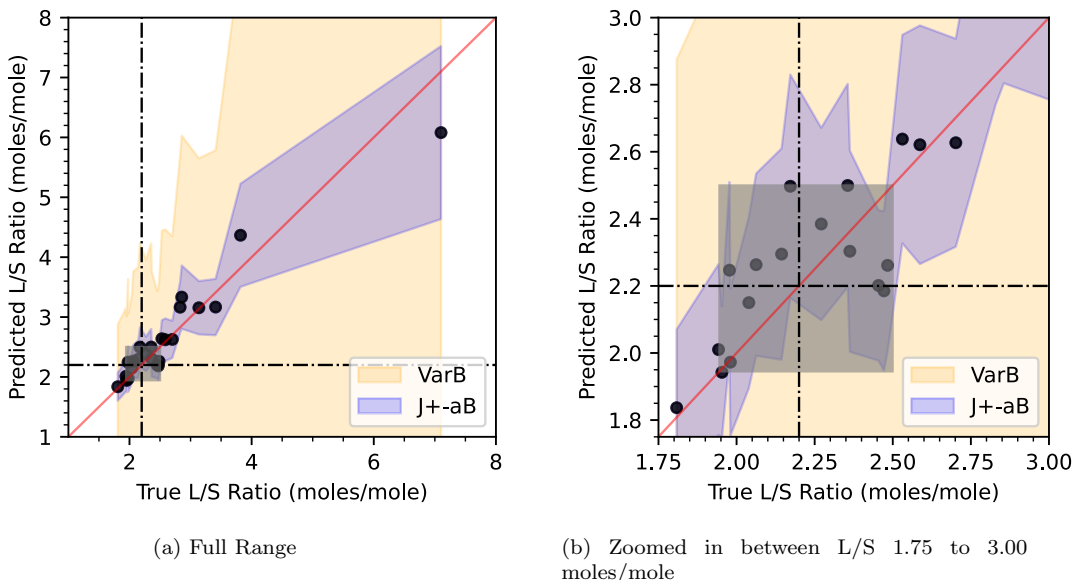 8
7
6
5
4
3
2
1
Predicted L/S Ratio (moles/mole)
VarB
J+-aB
2 4 6 8
True L/S Ratio (moles/mole)
(a) Full Range
3.0
2.8
2.6
2.4
2.2
2.0
1.8
Predicted L/S Ratio (moles/mole)
VarB
J+-aB
1.75 2.00 2.25 2.50 2.75 3.00
True L/S Ratio (moles/mole)
(b) Zoomed in between L/S 1.75 to 3.00
moles/mole